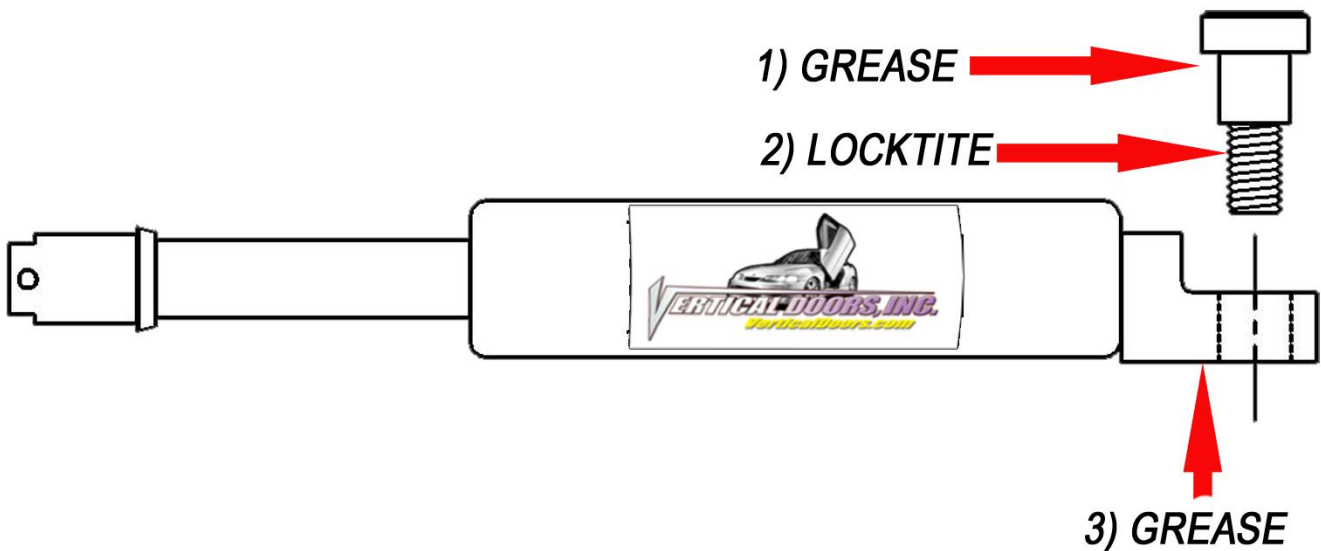 1) GREASE
2) LOCKTITE
VERTICAL DOORS, INC.
VerticalDoors.com
3) GREASE